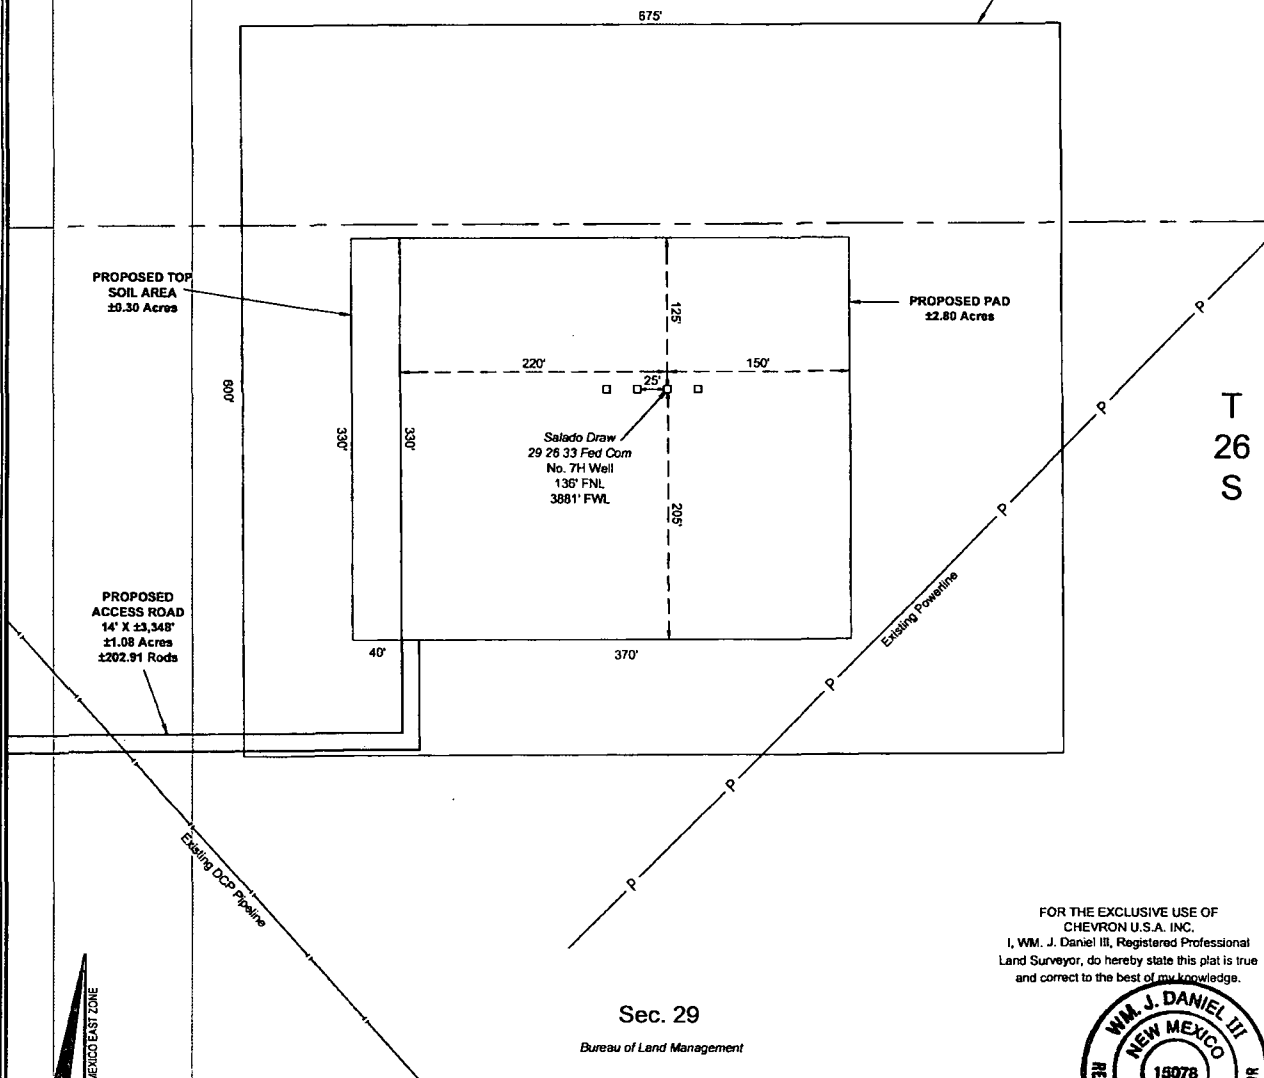 675'
PROPOSED TOP
SOIL AREA
±0.30 Acres
PROPOSED PAD
±2.80 Acres
125'
220'
150'
25'
600'
330'
330'
Salado Draw
29 26 33 Fed Com
No. 7H Well
136' FNL
3881' FWL
205'
T
26
S
P
P
P
P
P
P
Existing Powerline
PROPOSED
ACCESS ROAD
14' X ±3,348'
±1.08 Acres
±202.91 Rods
40'
370'
Existing DCP Pipeline
FOR THE EXCLUSIVE USE OF
CHEVRON U.S.A. INC.
I, WM. J. Daniel III, Registered Professional
Land Surveyor, do hereby state this plat is true
and correct to the best of my knowledge.
MEXICO EAST ZONE
Sec. 29
Bureau of Land Management
WM. J. DANIEL III
NEW MEXICO
15078